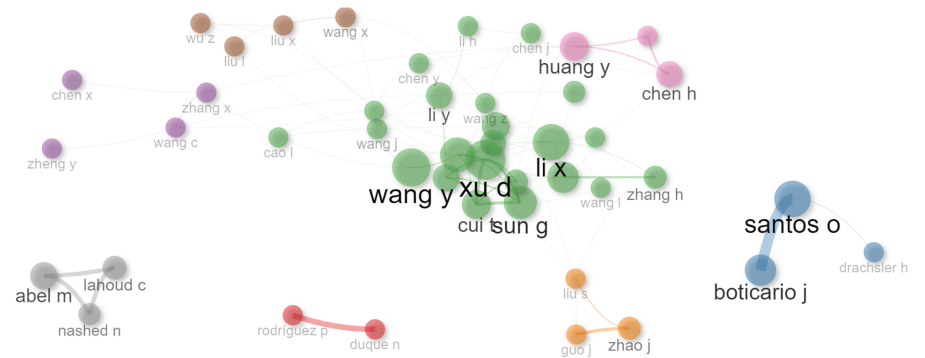 wu z
liu x
wang x
liu l
li h
chen j
huang y
chen x
zhang x
chen y
chen h
li y
wang z
wang c
wang j
cao l
zheng y
li x
wang y
xu d
wang l
zhang h
cui t
sun g
santos o
drachsler h
boticario j
abel m
lahoud c
nashed n
rodríguez p
duque n
liu s
guo j
zhao j